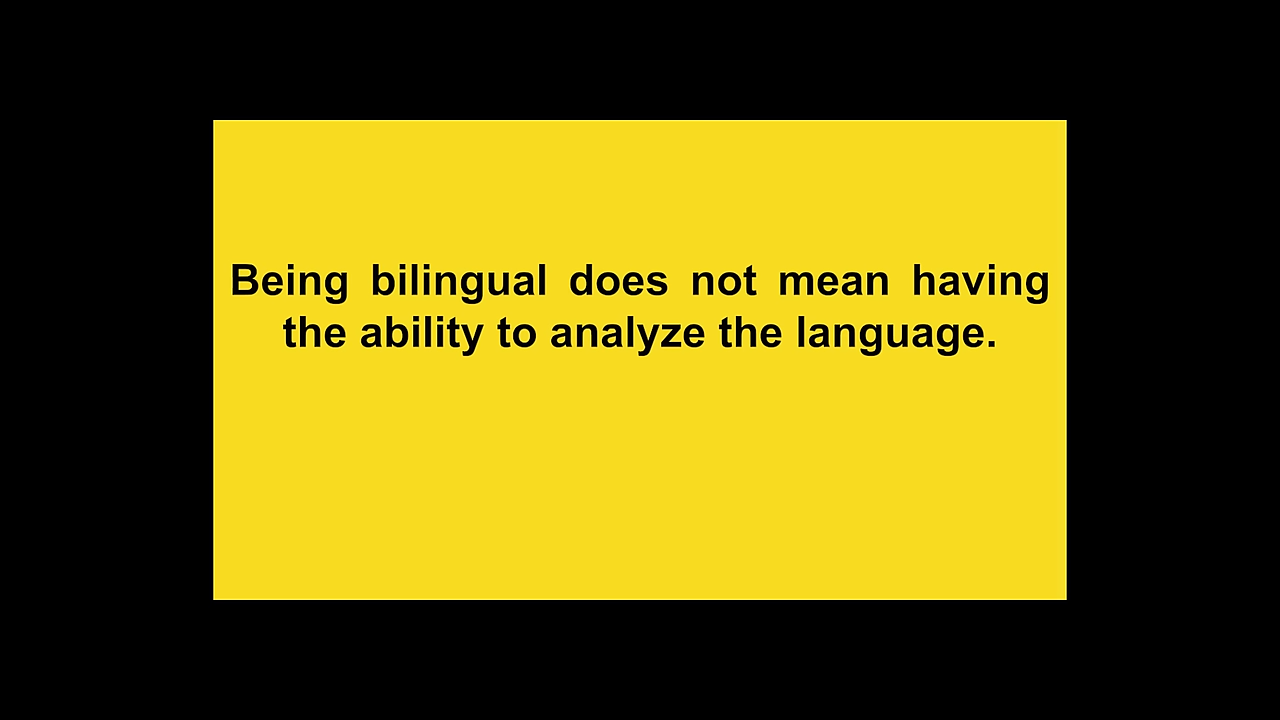 Being bilingual does not mean having
the ability to analyze the language.